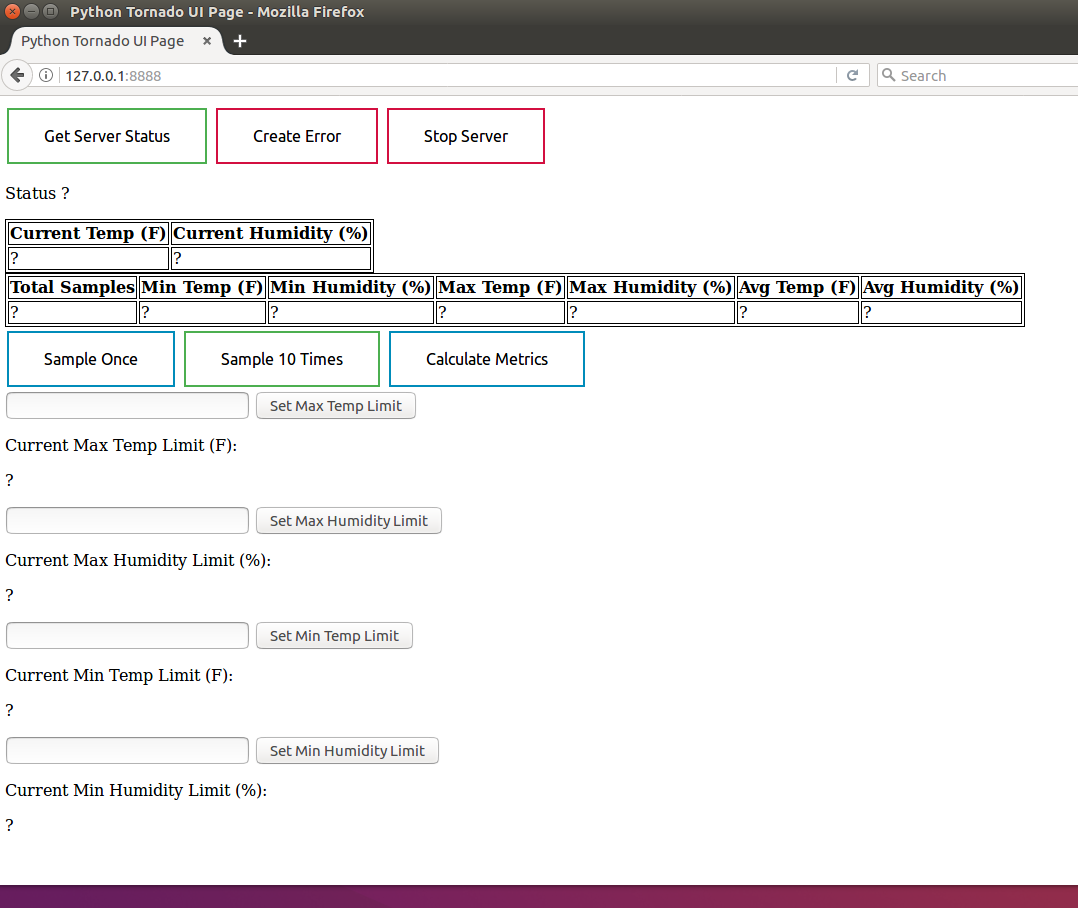 Python Tornado UI Page - Mozilla Firefox
Python Tornado UI Page
127.0.0.1:8888 Search
Get Server Status Create Error Stop Server
Status ?
Current Temp (F) Current Humidity (%)
? ?
Total Samples Min Temp (F) Min Humidity (%) Max Temp (F) Max Humidity (%) Avg Temp (F) Avg Humidity (%)
? ? ? ? ? ? ?
Sample Once Sample 10 Times Calculate Metrics
Set Max Temp Limit
Current Max Temp Limit (F):
?
Set Max Humidity Limit
Current Max Humidity Limit (%):
?
Set Min Temp Limit
Current Min Temp Limit (F):
?
Set Min Humidity Limit
Current Min Humidity Limit (%):
?